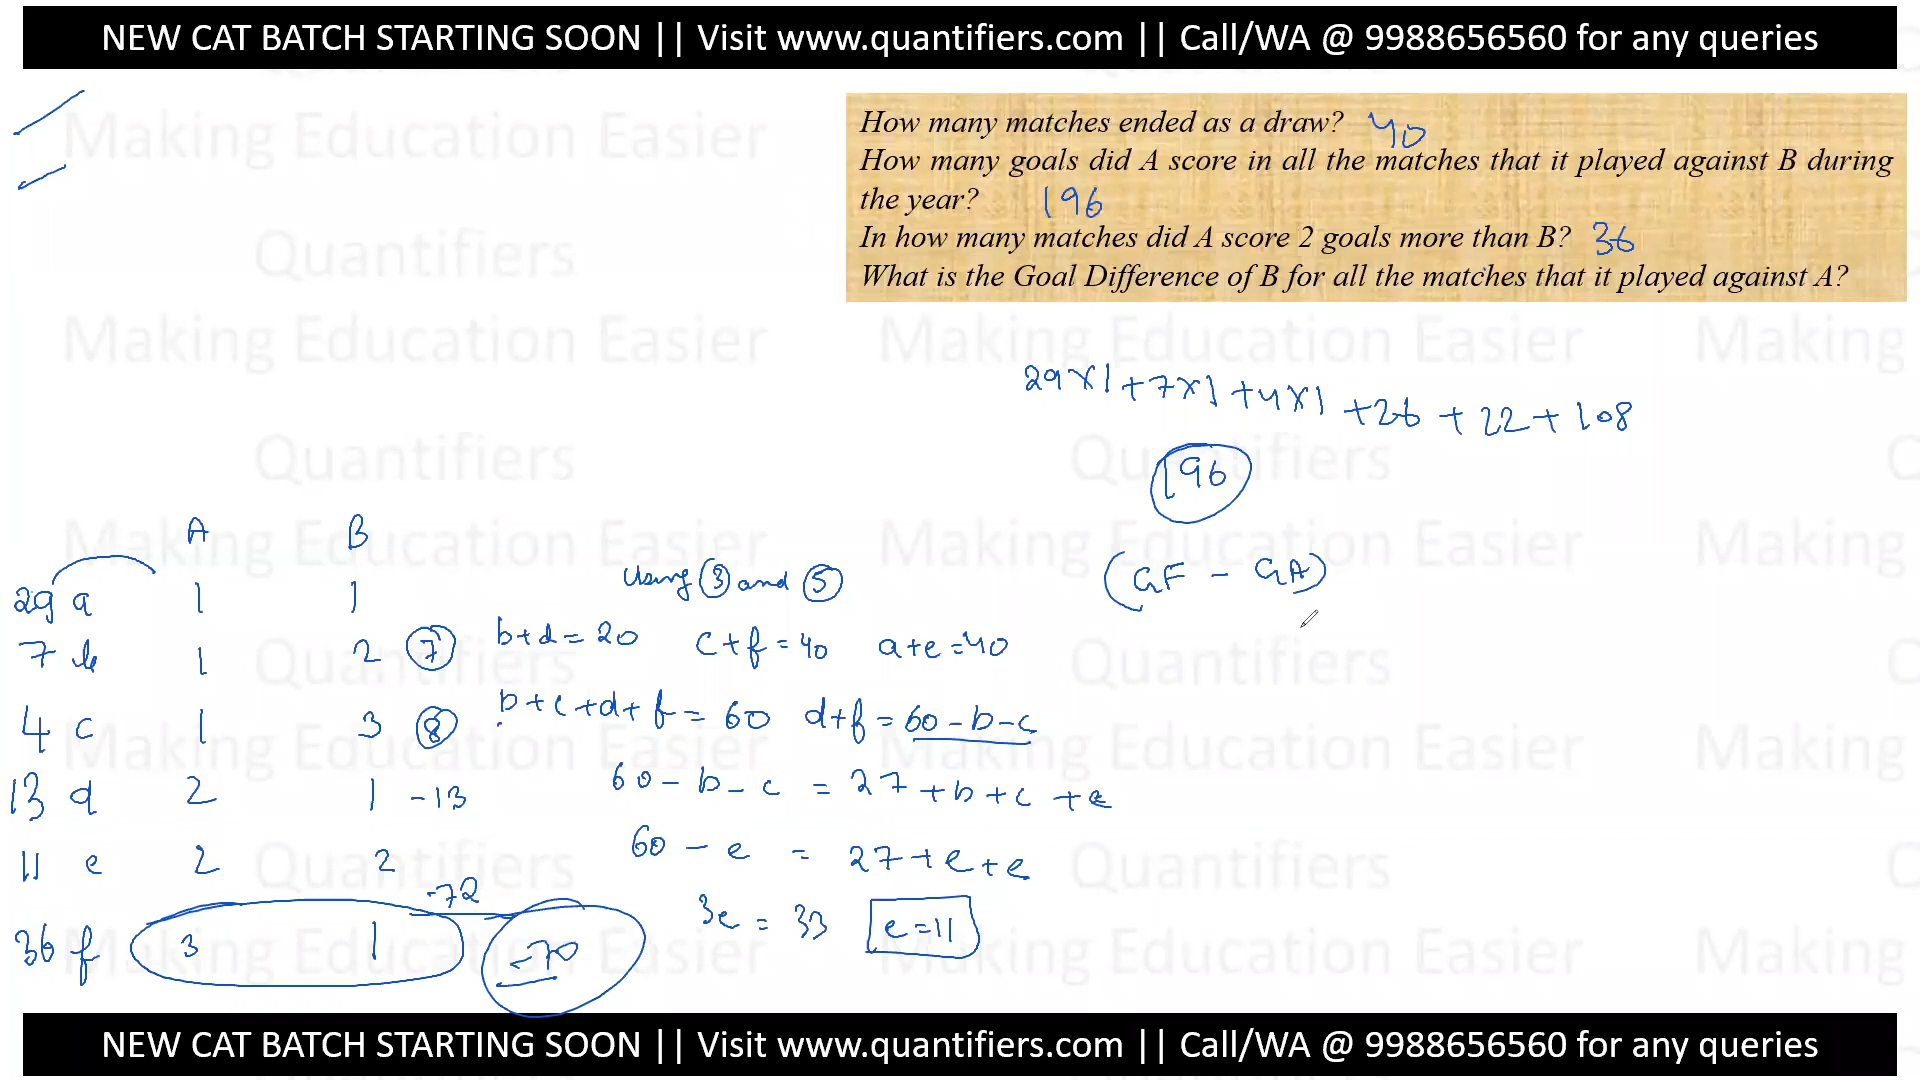 NEW CAT BATCH STARTING SOON || Visit www.quantifiers.com || Call/WA @ 9988656560 for any queries
How many matches ended as a draw? 40
How many goals did A score in all the matches that it played against B during
the year? 196
In how many matches did A score 2 goals more than B? 36
What is the Goal Difference of B for all the matches that it played against A?
29×1+7×1+4×1+26+22+108
196
(GF - GA)
A B
29 a 1 1
7 b 1 2 7
4 c 1 3 8
13 d 2 1 -13
11 e 2 2
-72
36 f 3 1 -70
Using 3 and 5
b+d=20 c+f=40 a+e=40
b+c+d+f=60 d+f=60-b-c
60-b-c = 27+b+c+e
60-e = 27+e+e
3e = 33 e=11
Making Education Easier
Quantifiers
NEW CAT BATCH STARTING SOON || Visit www.quantifiers.com || Call/WA @ 9988656560 for any queries